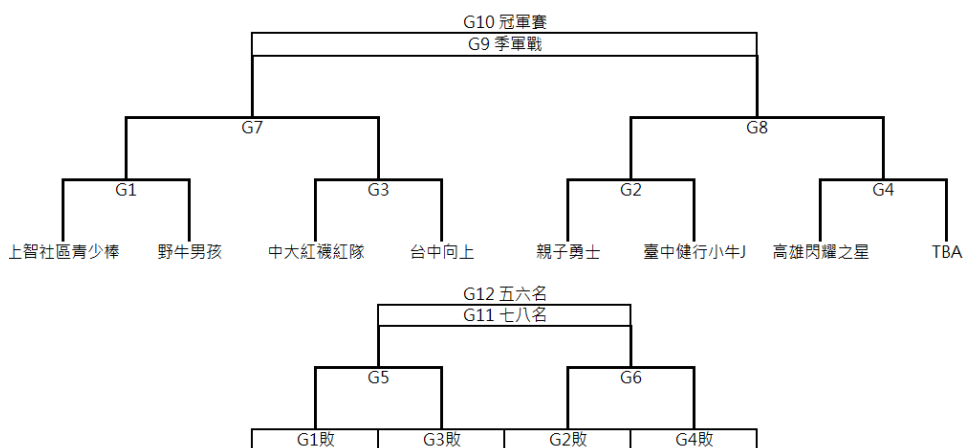 G10 冠軍賽
G9 季軍戰
G7 G8
G1 G3 G2 G4
上智社區青少棒 野牛男孩 中大紅襪紅隊 台中向上 親子勇士 臺中健行小牛J 高雄閃耀之星 TBA
G12 五六名
G11 七八名
G5 G6
G1敗 G3敗 G2敗 G4敗